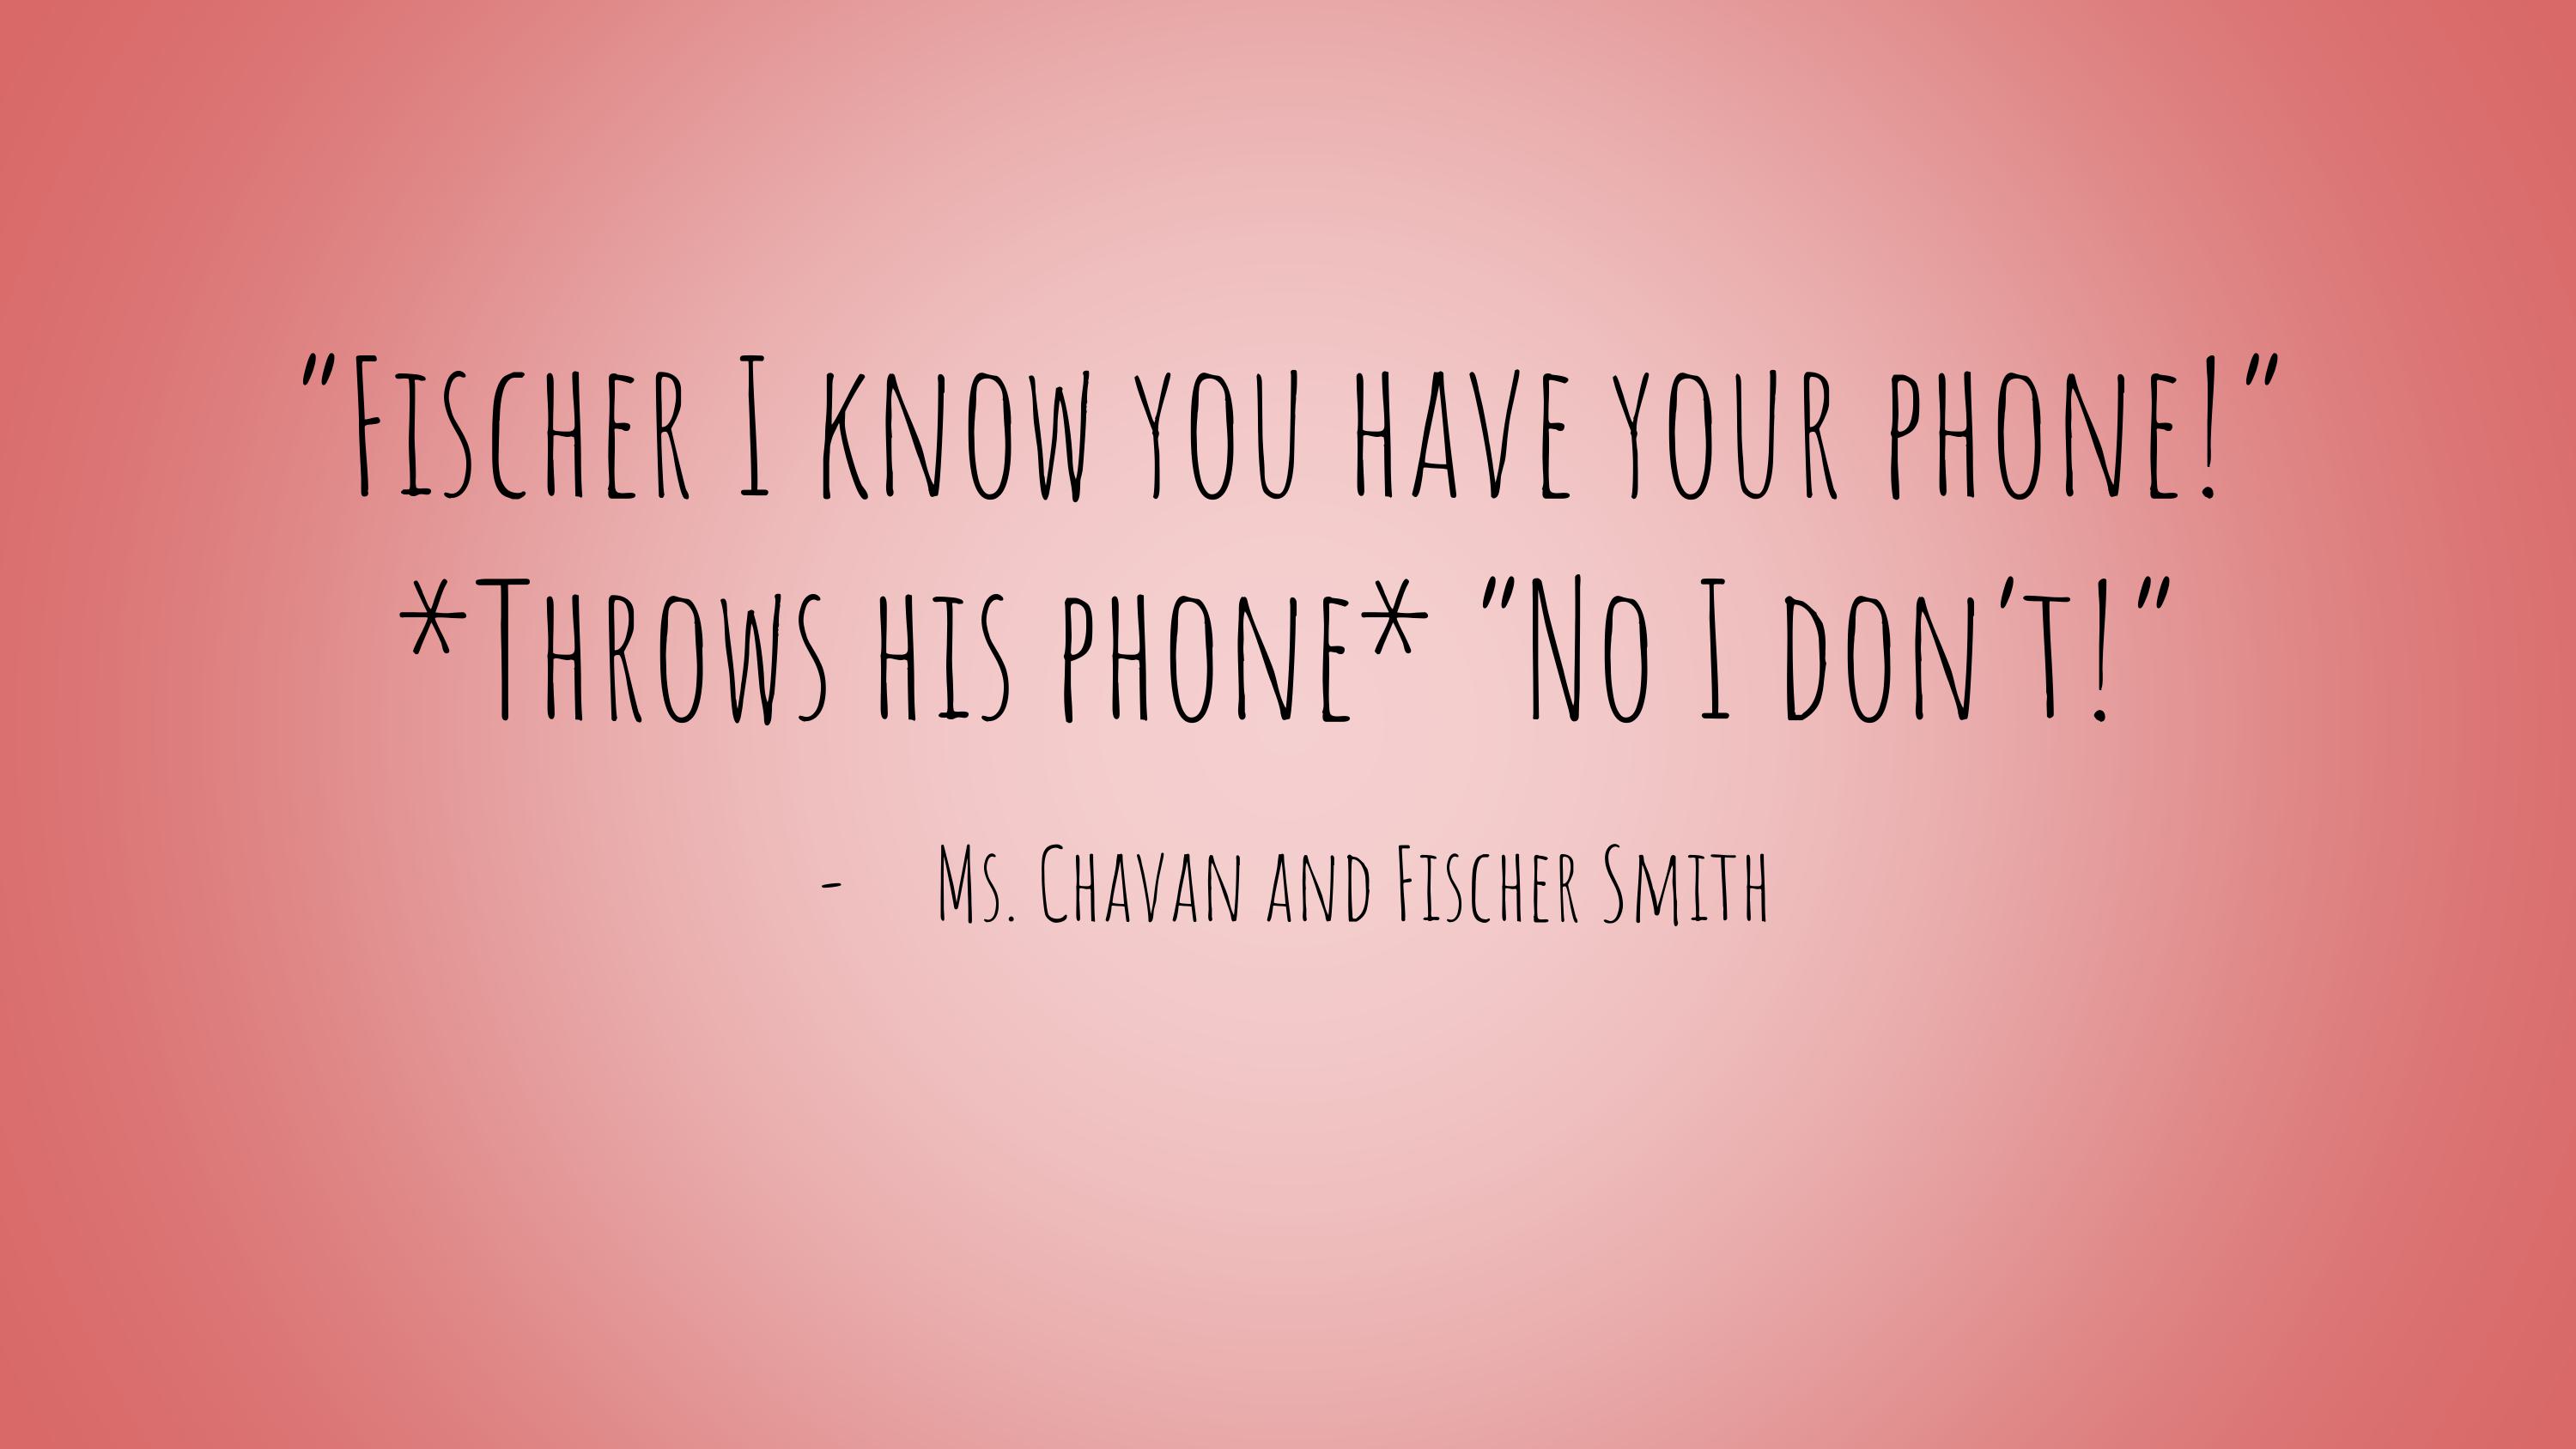 "Fischer I know you have your phone!"
*Throws his phone* "No I don't!"
- Ms. Chavan and Fischer Smith